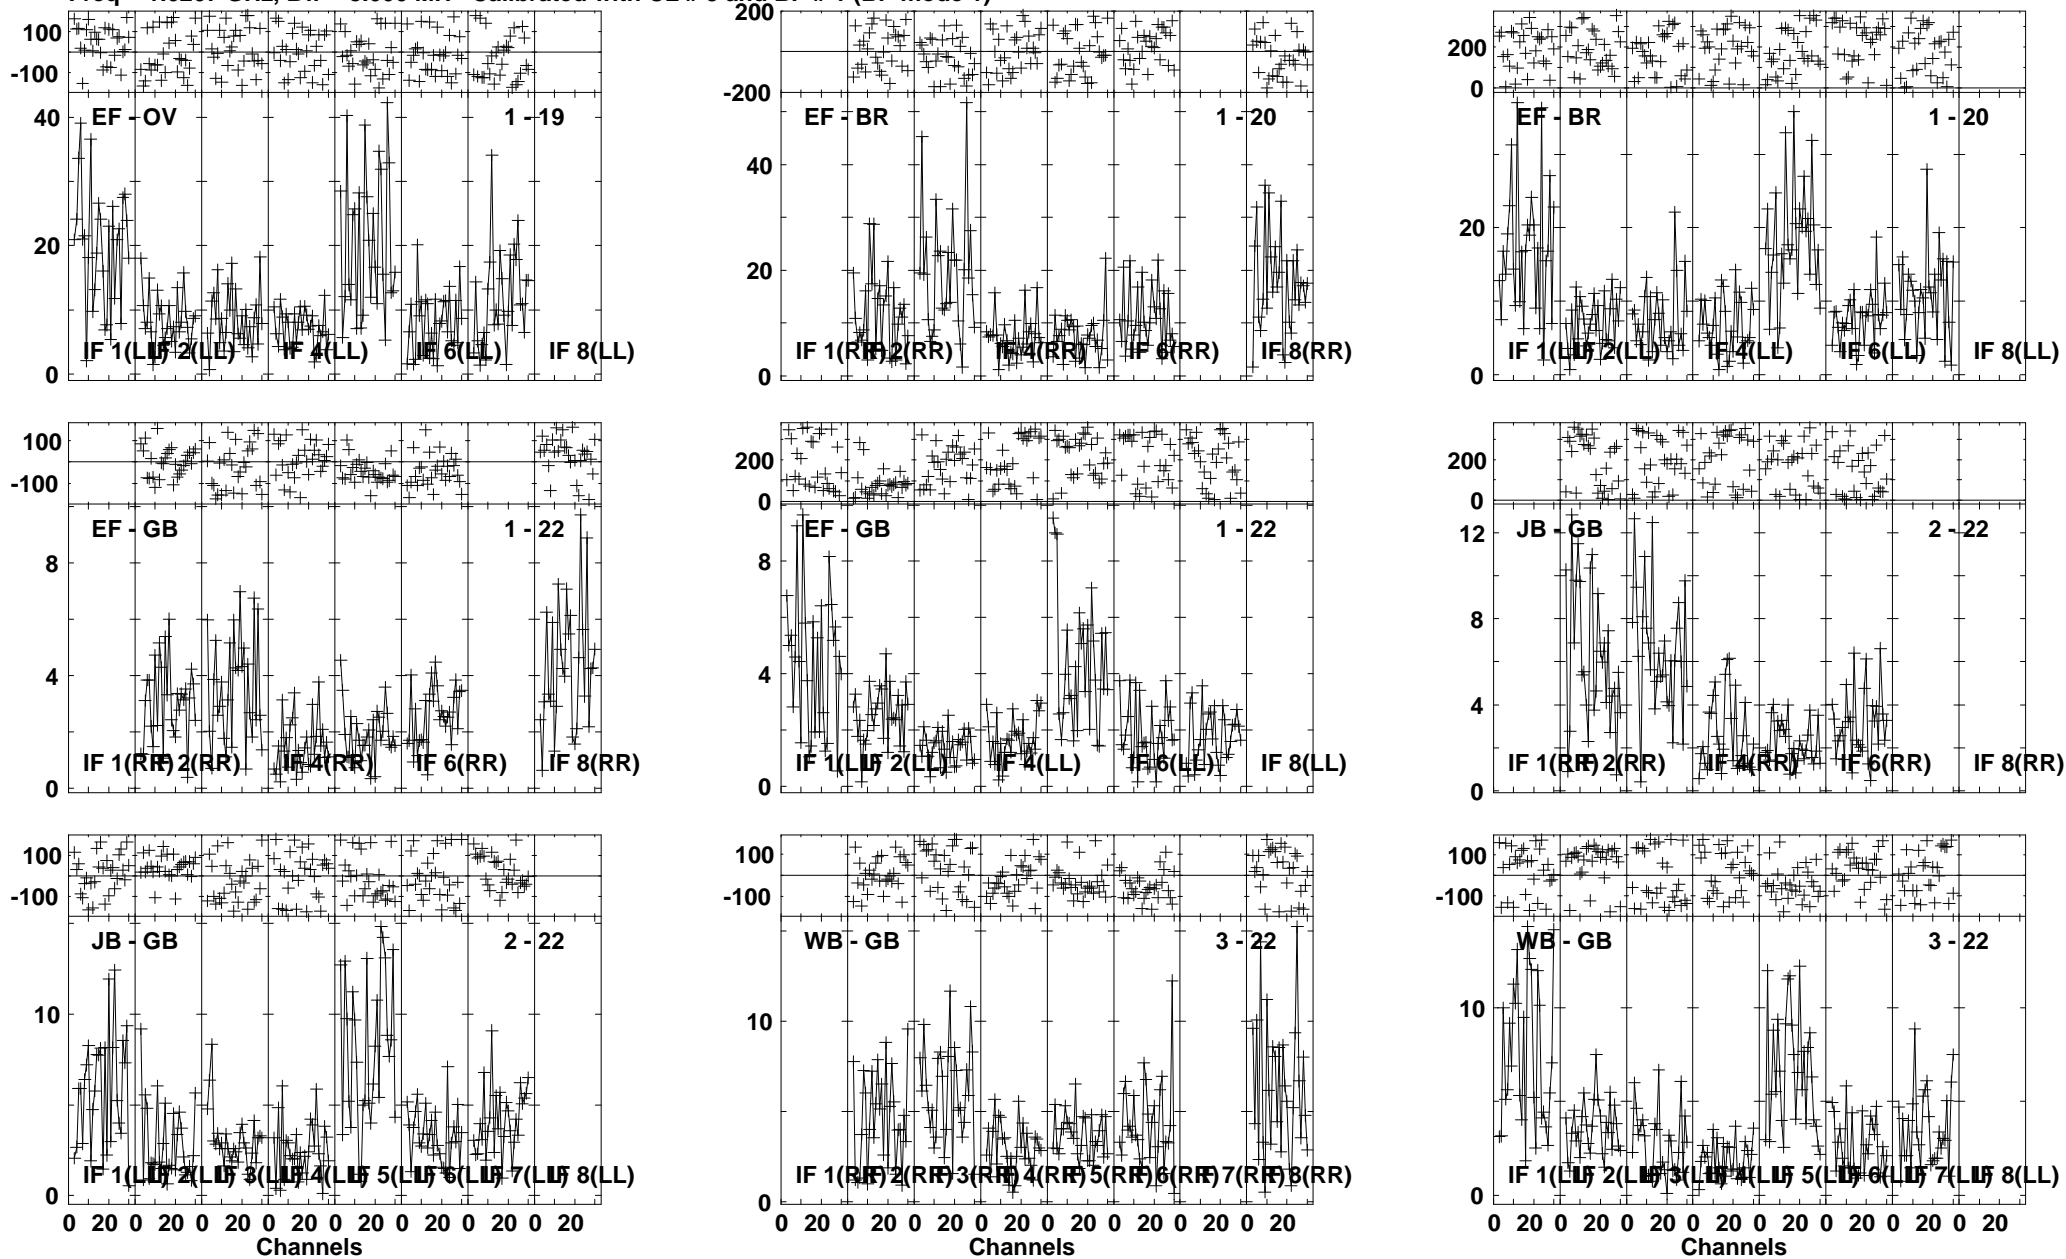 100
-100
EF - OV
1 - 19
40
20
0
IF 1(LL)
IF 2(LL)
IF 4(LL)
IF 6(LL)
IF 8(LL)
200
-200
EF - BR
1 - 20
40
20
0
IF 1(RR)
IF 2(RR)
IF 4(RR)
IF 6(RR)
IF 8(RR)
200
0
EF - BR
1 - 20
20
0
IF 1(LL)
IF 2(LL)
IF 4(LL)
IF 6(LL)
IF 8(LL)
100
-100
EF - GB
1 - 22
8
4
0
IF 1(RR)
IF 2(RR)
IF 4(RR)
IF 6(RR)
IF 8(RR)
200
0
EF - GB
1 - 22
8
4
0
IF 1(LL)
IF 2(LL)
IF 4(LL)
IF 6(LL)
IF 8(LL)
200
0
JB - GB
2 - 22
12
8
4
0
IF 1(RR)
IF 2(RR)
IF 4(RR)
IF 6(RR)
IF 8(RR)
100
-100
JB - GB
2 - 22
10
0
IF 1(LL)
IF 2(LL)
IF 3(LL)
IF 4(LL)
IF 5(LL)
IF 6(LL)
IF 7(LL)
IF 8(LL)
0 20 0 20 0 20 0 20 0 20 0 20 0 20 0 20
Channels
100
-100
WB - GB
3 - 22
10
0
IF 1(RR)
IF 2(RR)
IF 3(RR)
IF 4(RR)
IF 5(RR)
IF 6(RR)
IF 7(RR)
IF 8(RR)
0 20 0 20 0 20 0 20 0 20 0 20 0 20 0 20
Channels
100
-100
WB - GB
3 - 22
10
0
IF 1(LL)
IF 2(LL)
IF 3(LL)
IF 4(LL)
IF 5(LL)
IF 6(LL)
IF 7(LL)
IF 8(LL)
0 20 0 20 0 20 0 20 0 20 0 20 0 20 0 20
Channels